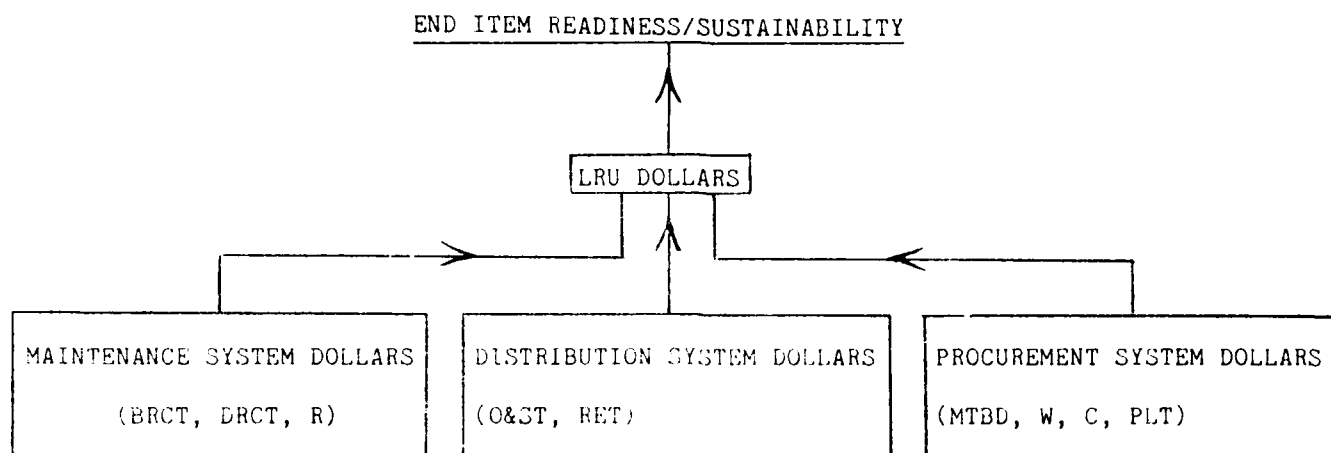 END ITEM READINESS/SUSTAINABILITY
LRU DOLLARS
MAINTENANCE SYSTEM DOLLARS
(BRCT, DRCT, R)
DISTRIBUTION SYSTEM DOLLARS
(O&ST, RET)
PROCUREMENT SYSTEM DOLLARS
(MTBD, W, C, PLT)